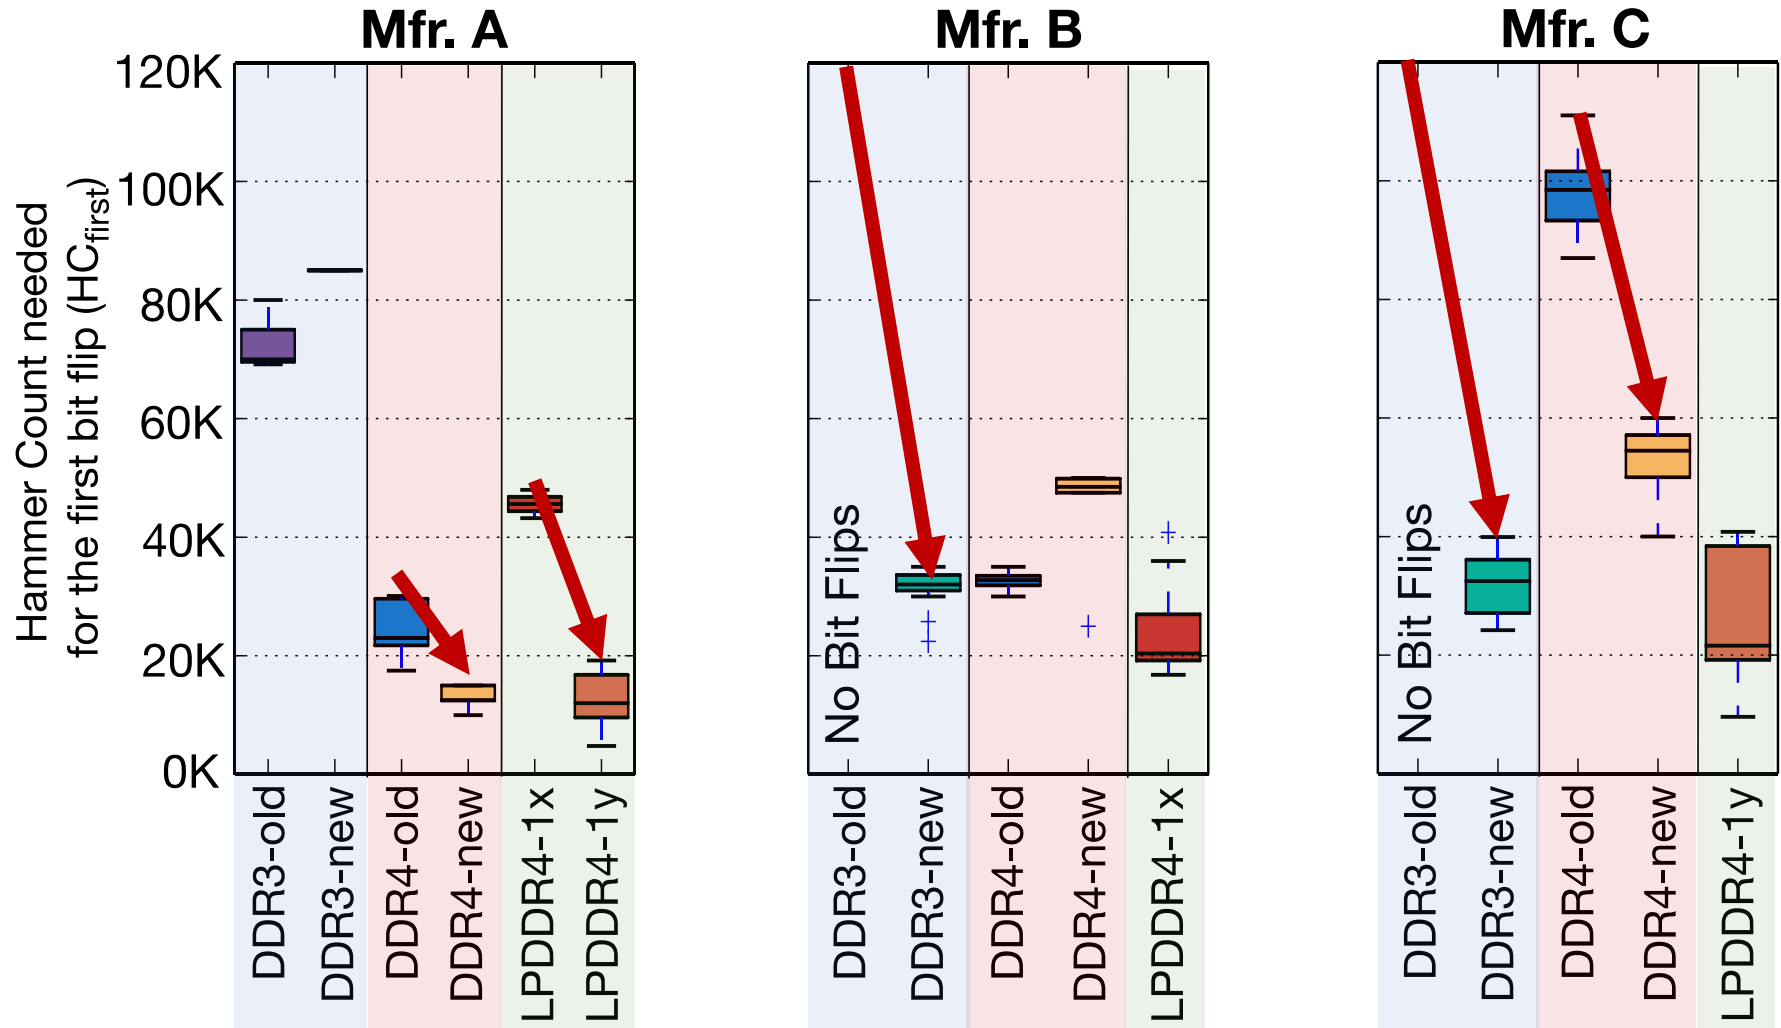 Mfr. A
Mfr. B
Mfr. C
Hammer Count needed
for the first bit flip (HCfirst)
120K
100K
80K
60K
40K
20K
0K
No Bit Flips
No Bit Flips
DDR3-old
DDR3-new
DDR4-old
DDR4-new
LPDDR4-1x
LPDDR4-1y
DDR3-old
DDR3-new
DDR4-old
DDR4-new
LPDDR4-1x
DDR3-old
DDR3-new
DDR4-old
DDR4-new
LPDDR4-1y